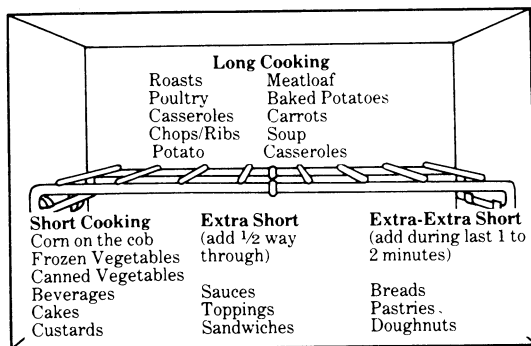 Long Cooking
Roasts Meatloaf
Poultry Baked Potatoes
Casseroles Carrots
Chops/Ribs Soup
Potato Casseroles
Short Cooking
Corn on the cob
Frozen Vegetables
Canned Vegetables
Beverages
Cakes
Custards
Extra Short
(add 1/2 way
through)
Sauces
Toppings
Sandwiches
Extra-Extra Short
(add during last 1 to
2 minutes)
Breads
Pastries
Doughnuts